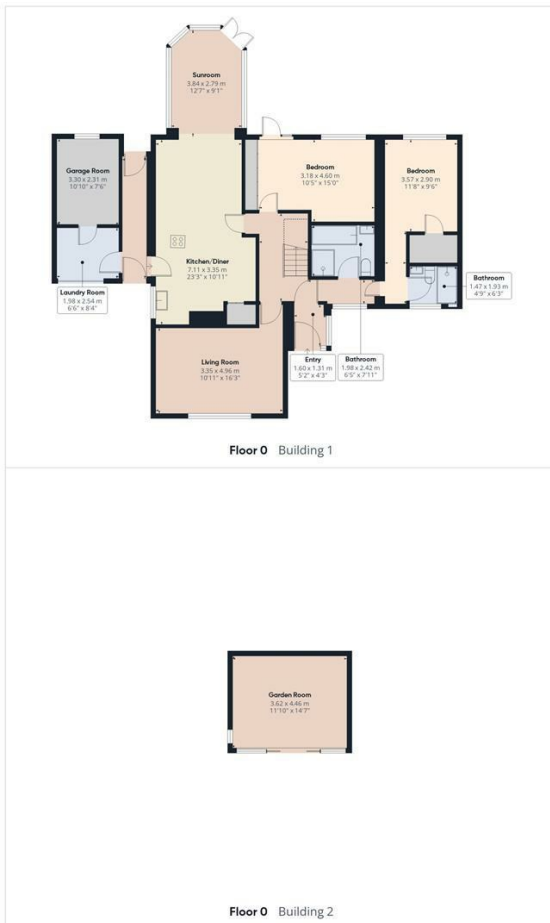 Sunroom
3.84 x 2.79 m
12'7" x 9'1"
Garage Room
3.30 x 2.31 m
10'10" x 7'6"
Bedroom
3.18 x 4.60 m
10'5" x 15'0"
Bedroom
3.57 x 2.90 m
11'8" x 9'6"
Kitchen/Diner
7.11 x 3.35 m
23'3" x 10'11"
Laundry Room
1.98 x 2.54 m
6'6" x 8'4"
Bathroom
1.47 x 1.93 m
4'9" x 6'3"
Living Room
3.35 x 4.96 m
10'11" x 16'3"
Entry
1.60 x 1.31 m
5'2" x 4'3"
Bathroom
1.98 x 2.42 m
6'5" x 7'11"
Floor 0 Building 1
Garden Room
3.62 x 4.46 m
11'10" x 14'7"
Floor 0 Building 2